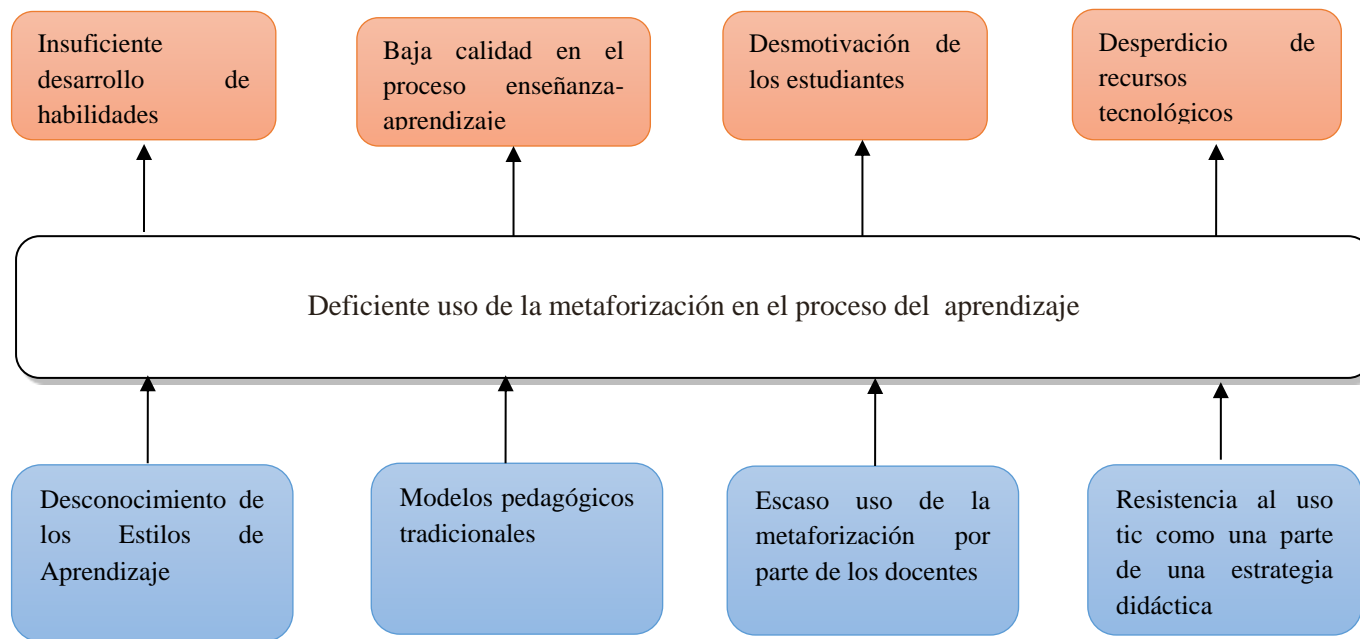 Insuficiente
desarrollo de
habilidades
Baja calidad en el
proceso enseñanza-
aprendizaje
Desmotivación de
los estudiantes
Desperdicio de
recursos
tecnológicos
Deficiente uso de la metaforización en el proceso del aprendizaje
Desconocimiento de
los Estilos de
Aprendizaje
Modelos pedagógicos
tradicionales
Escaso uso de la
metaforización por
parte de los docentes
Resistencia al uso
tic como una parte
de una estrategia
didáctica